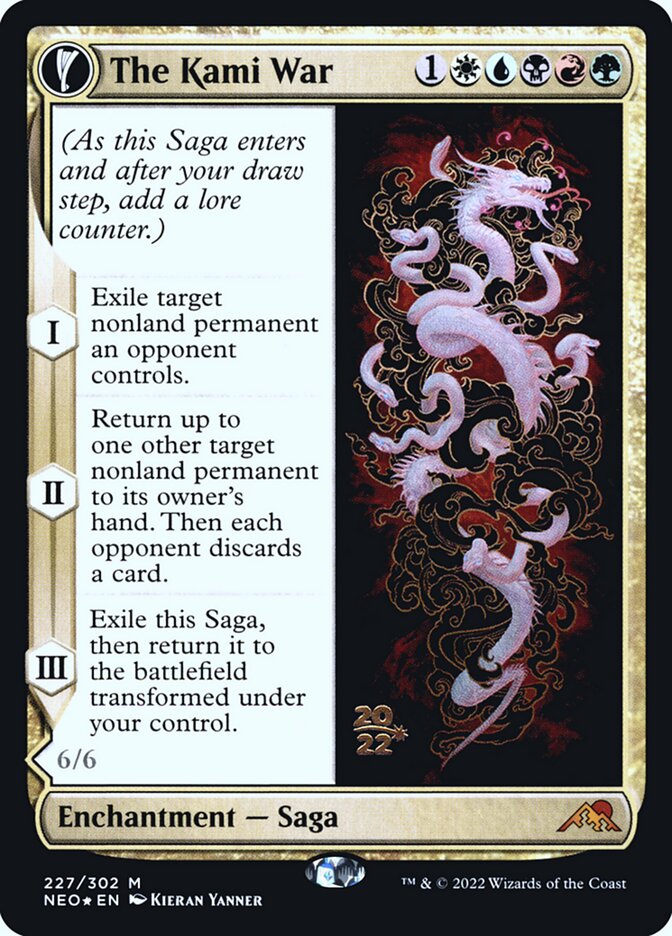 The Kami War 1
(As this Saga enters
and after your draw
step, add a lore
counter.)
I
Exile target
nonland permanent
an opponent
controls.
II
Return up to
one other target
nonland permanent
to its owner's
hand. Then each
opponent discards
a card.
III
Exile this Saga,
then return it to
the battlefield
transformed under
your control.
6/6
20
22
Enchantment — Saga
227/302 M
NEO★EN Kieran Yanner
™ & © 2022 Wizards of the Coast